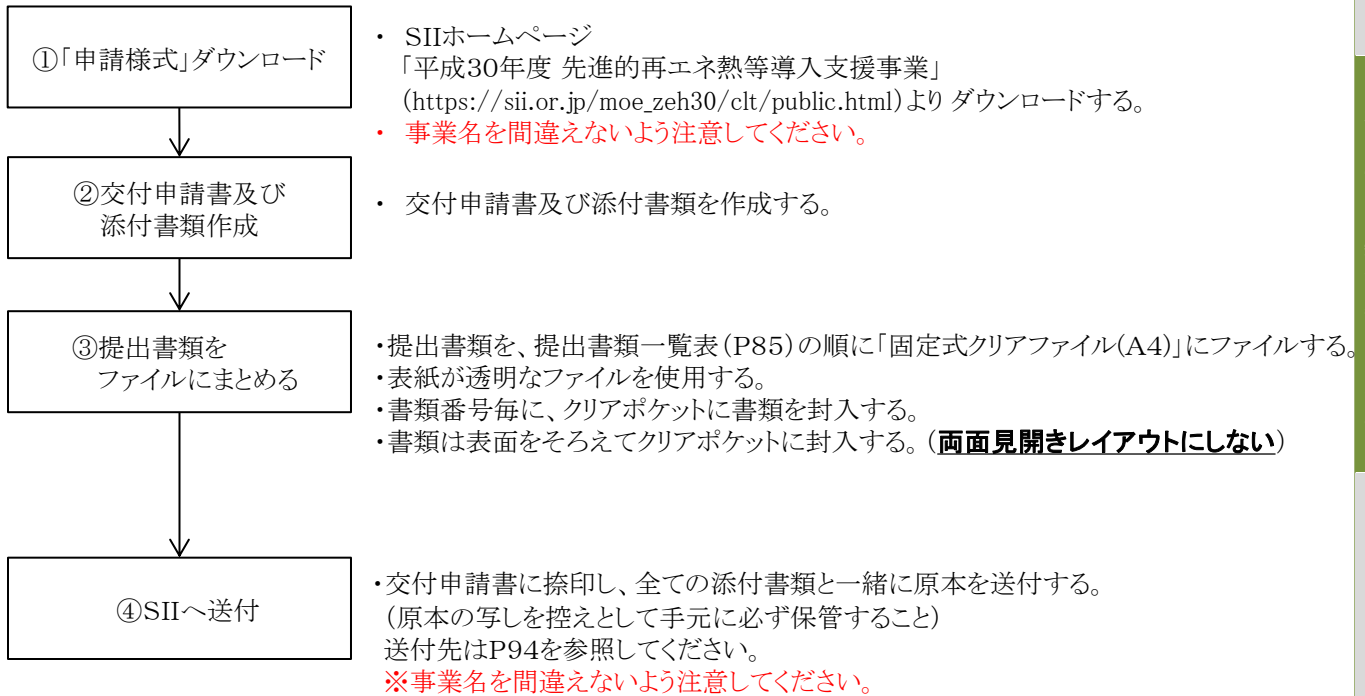 ①「申請様式」ダウンロード
・ SIIホームページ
「平成30年度 先進的再エネ熱等導入支援事業」
(https://sii.or.jp/moe_zeh30/clt/public.html)より ダウンロードする。
・ 事業名を間違えないよう注意してください。
②交付申請書及び
添付書類作成
・ 交付申請書及び添付書類を作成する。
③提出書類を
ファイルにまとめる
・提出書類を、提出書類一覧表(P85)の順に「固定式クリアファイル(A4)」にファイルする。
・表紙が透明なファイルを使用する。
・書類番号毎に、クリアポケットに書類を封入する。
・書類は表面をそろえてクリアポケットに封入する。(両面見開きレイアウトにしない)
④SIIへ送付
・交付申請書に捺印し、全ての添付書類と一緒に原本を送付する。
(原本の写しを控えとして手元に必ず保管すること)
送付先はP94を参照してください。
※事業名を間違えないよう注意してください。